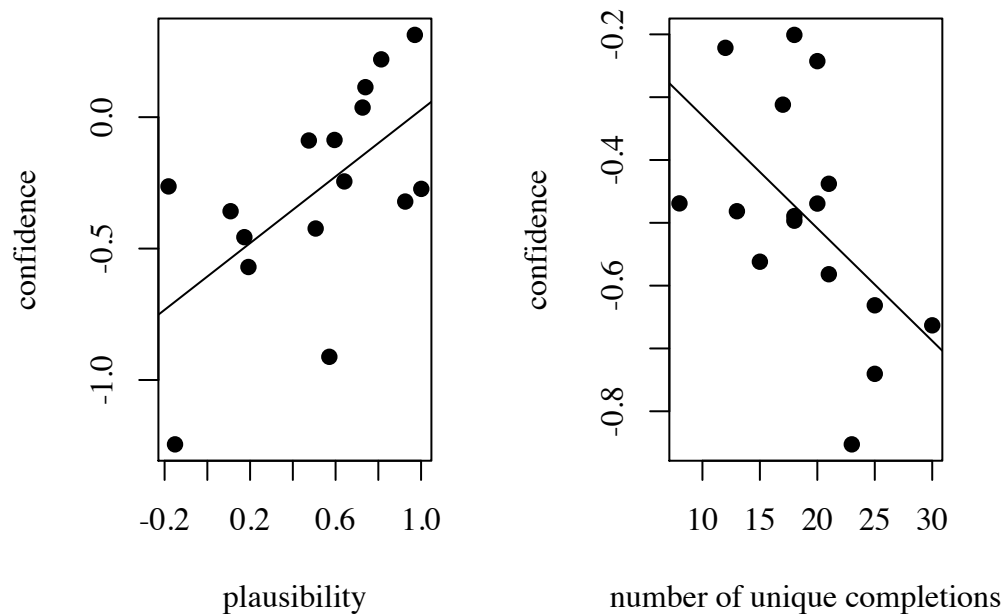 confidence
0.0
-0.5
-1.0
-0.2 0.2 0.6 1.0
plausibility
confidence
-0.2
-0.4
-0.6
-0.8
10 15 20 25 30
number of unique completions